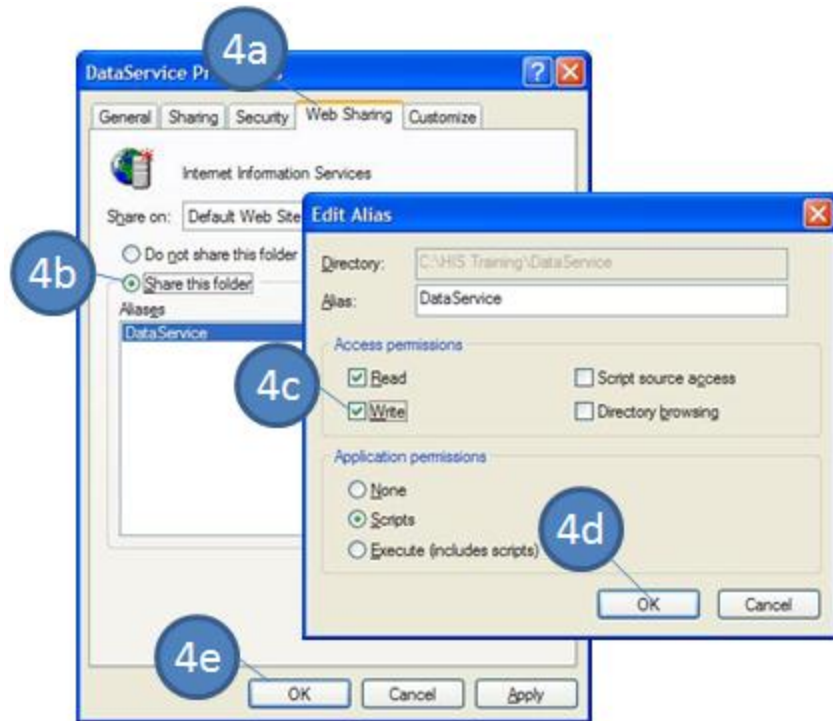 4a
DataService Pr
General Sharing Security Web Sharing Customize
Internet Information Services
Share on: Default Web Site
Do not share this folder
4b
Share this folder
Aliases
DataService
Edit Alias
Directory: C:\HIS Training\DataService
Alias: DataService
Access permissions
Read Script source access
4c
Write Directory browsing
Application permissions
None
Scripts
Execute (includes scripts)
4d
OK Cancel
4e
OK Cancel Apply